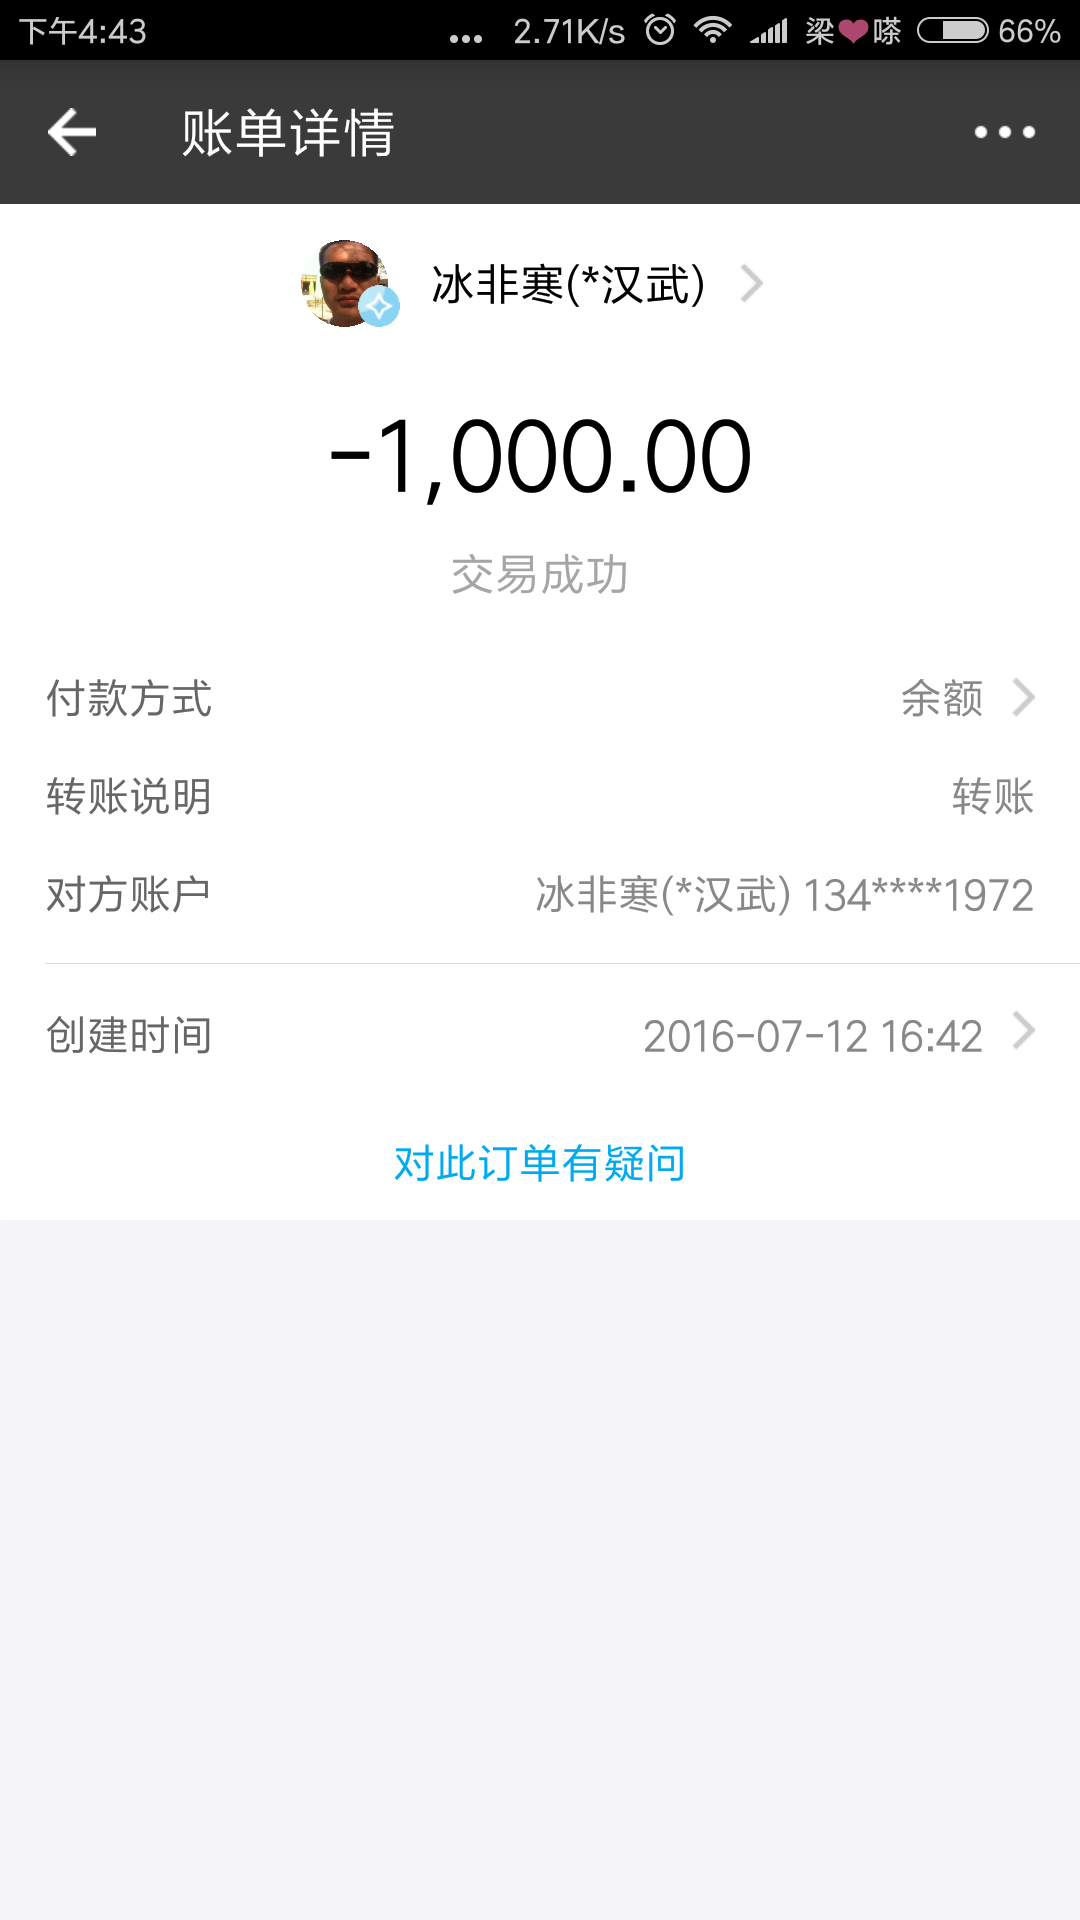 下午4:43 ... 2.71K/s 梁❤嗏 66%
账单详情
冰非寒(*汉武)
-1,000.00
交易成功
付款方式 余额
转账说明 转账
对方账户 冰非寒(*汉武) 134****1972
创建时间 2016-07-12 16:42
对此订单有疑问